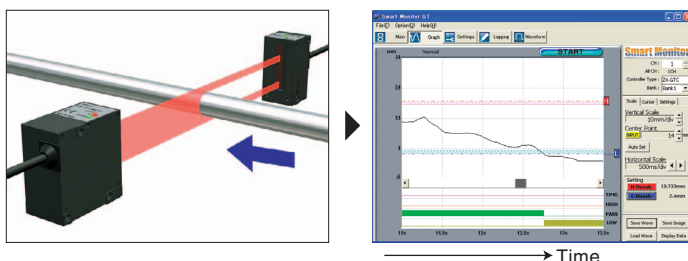 Smart Monitor GT
File(F) Option(O) Help(H)
Main Graph Settings Logging Waveform
mm Normal START
Smart Monitor
CH: 1
All CH: 1CH
Controller Type: ZX-GTC
Bank: Bank1
Scale Cursor Settings
Vertical Scale
10mm/div
Center Point
INPUT 14 mm
Auto Set
Horizontal Scale
500ms/div
Setting
19.733mm
2.4mm
TIMG
HIGH
PASS
LOW
11s 11.5s 12s 12.5s 13s 13.5s
Save Wave Save Image
Load Wave Display Data
Time